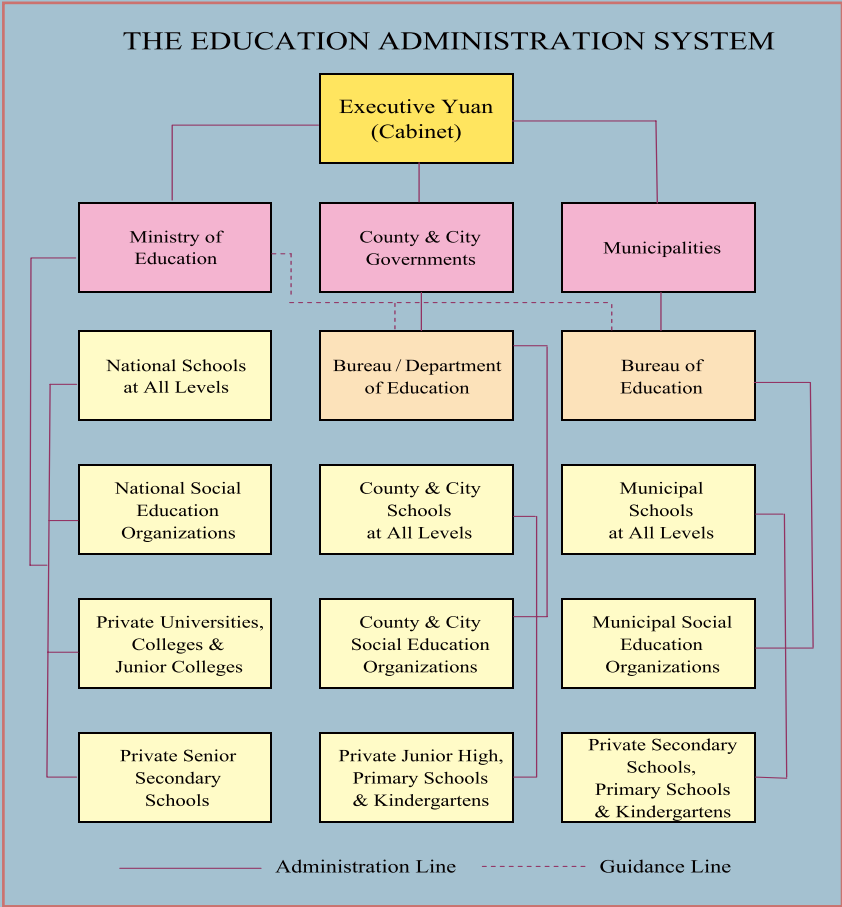 THE EDUCATION ADMINISTRATION SYSTEM
Executive Yuan
(Cabinet)
Ministry of
Education
County & City
Governments
Municipalities
National Schools
at All Levels
Bureau / Department
of Education
Bureau of
Education
National Social
Education
Organizations
County & City
Schools
at All Levels
Municipal
Schools
at All Levels
Private Universities,
Colleges &
Junior Colleges
County & City
Social Education
Organizations
Municipal Social
Education
Organizations
Private Senior
Secondary
Schools
Private Junior High,
Primary Schools
& Kindergartens
Private Secondary
Schools,
Primary Schools
& Kindergartens
Administration Line
Guidance Line